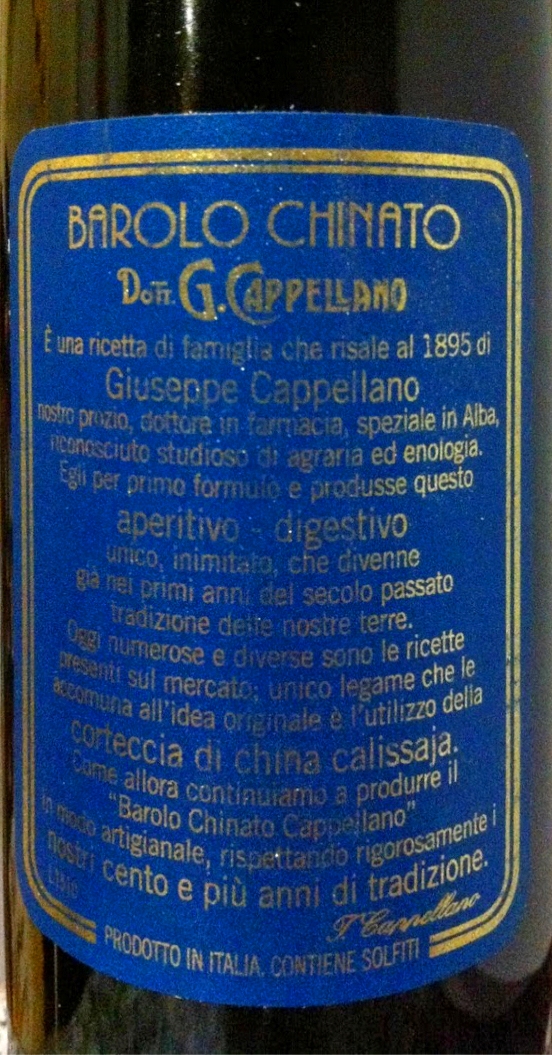 BAROLO CHINATO
DOTT. G. CAPPELLANO
È una ricetta di famiglia che risale al 1895 di
Giuseppe Cappellano
nostro prozio, dottore in farmacia, speziale in Alba,
riconosciuto studioso di agraria ed enologia.
Egli per primo formulò e produsse questo
aperitivo - digestivo
unico, inimitato, che divenne
già nei primi anni del secolo passato
tradizione delle nostre terre.
Oggi numerose e diverse sono le ricette
presenti sul mercato; unico legame che le
accomuna all'idea originale è l'utilizzo della
corteccia di china calissaja.
Come allora continuiamo a produrre il
"Barolo Chinato Cappellano"
in modo artigianale, rispettando rigorosamente i
nostri cento e più anni di tradizione.
T. Cappellano
PRODOTTO IN ITALIA. CONTIENE SOLFITI